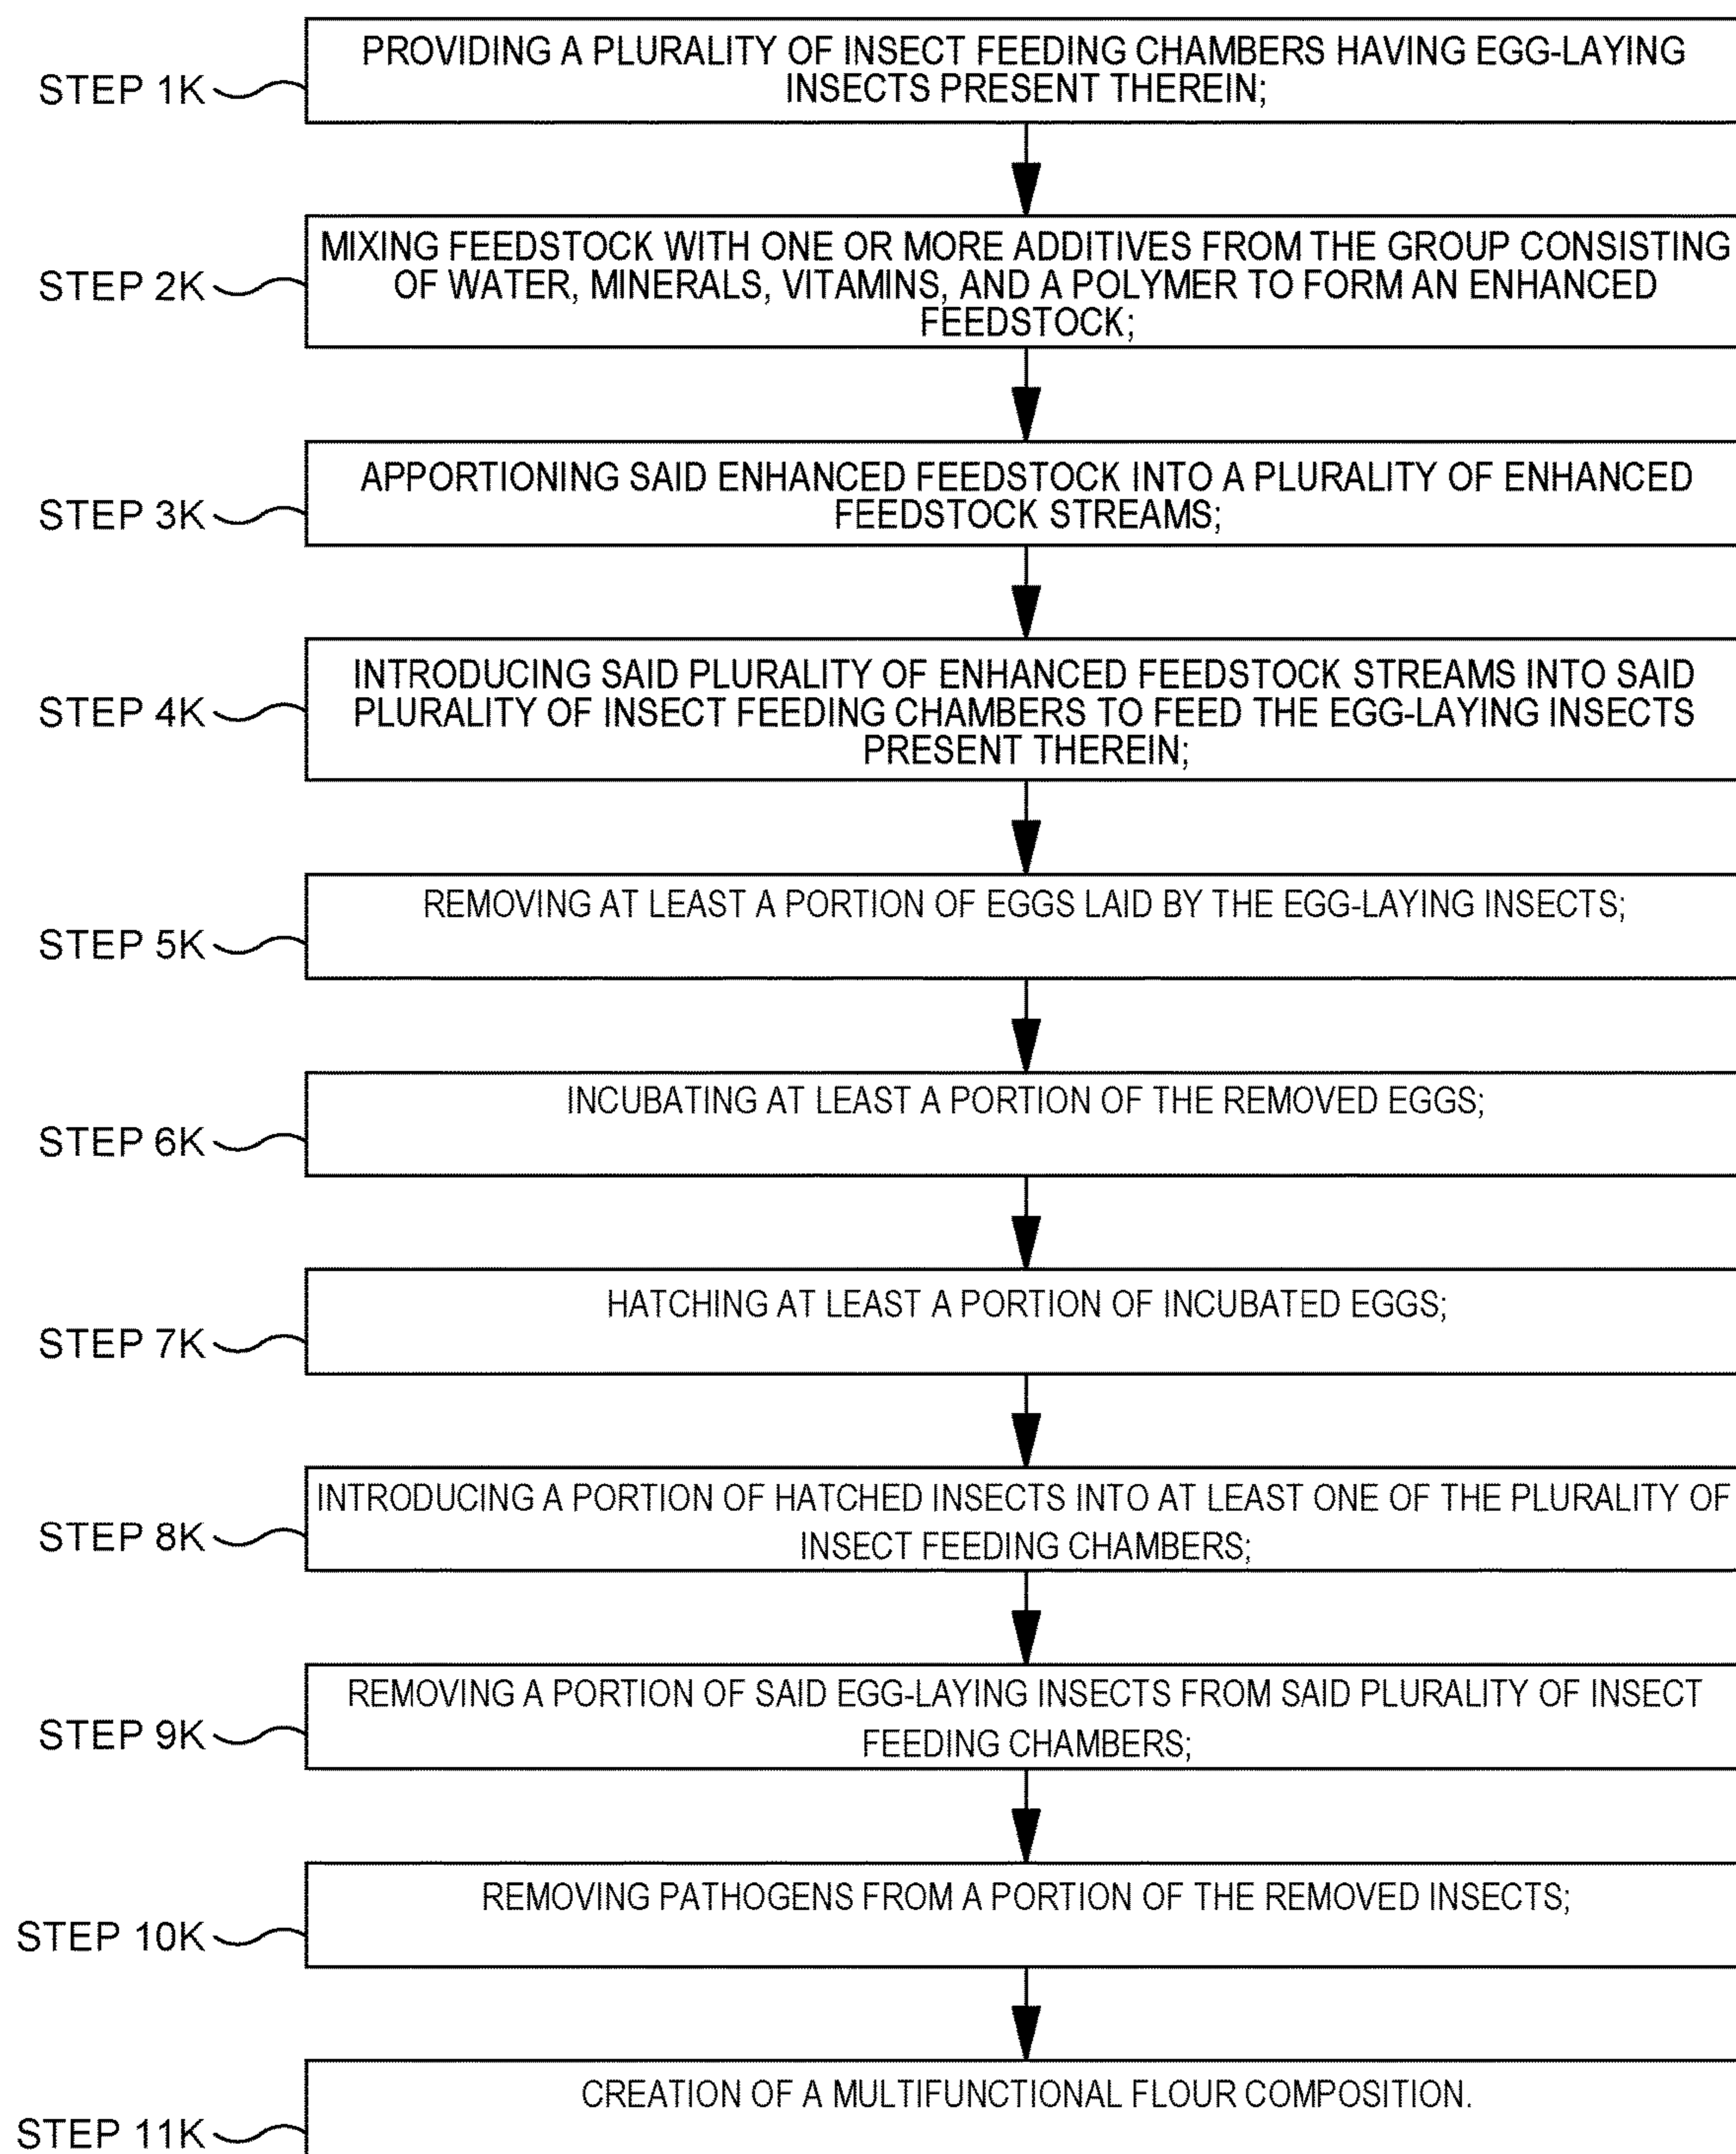 STEP 1K
PROVIDING A PLURALITY OF INSECT FEEDING CHAMBERS HAVING EGG-LAYING
INSECTS PRESENT THEREIN;
STEP 2K
MIXING FEEDSTOCK WITH ONE OR MORE ADDITIVES FROM THE GROUP CONSISTING
OF WATER, MINERALS, VITAMINS, AND A POLYMER TO FORM AN ENHANCED
FEEDSTOCK;
STEP 3K
APPORTIONING SAID ENHANCED FEEDSTOCK INTO A PLURALITY OF ENHANCED
FEEDSTOCK STREAMS;
STEP 4K
INTRODUCING SAID PLURALITY OF ENHANCED FEEDSTOCK STREAMS INTO SAID
PLURALITY OF INSECT FEEDING CHAMBERS TO FEED THE EGG-LAYING INSECTS
PRESENT THEREIN;
STEP 5K
REMOVING AT LEAST A PORTION OF EGGS LAID BY THE EGG-LAYING INSECTS;
STEP 6K
INCUBATING AT LEAST A PORTION OF THE REMOVED EGGS;
STEP 7K
HATCHING AT LEAST A PORTION OF INCUBATED EGGS;
STEP 8K
INTRODUCING A PORTION OF HATCHED INSECTS INTO AT LEAST ONE OF THE PLURALITY OF
INSECT FEEDING CHAMBERS;
STEP 9K
REMOVING A PORTION OF SAID EGG-LAYING INSECTS FROM SAID PLURALITY OF INSECT
FEEDING CHAMBERS;
STEP 10K
REMOVING PATHOGENS FROM A PORTION OF THE REMOVED INSECTS;
STEP 11K
CREATION OF A MULTIFUNCTIONAL FLOUR COMPOSITION.